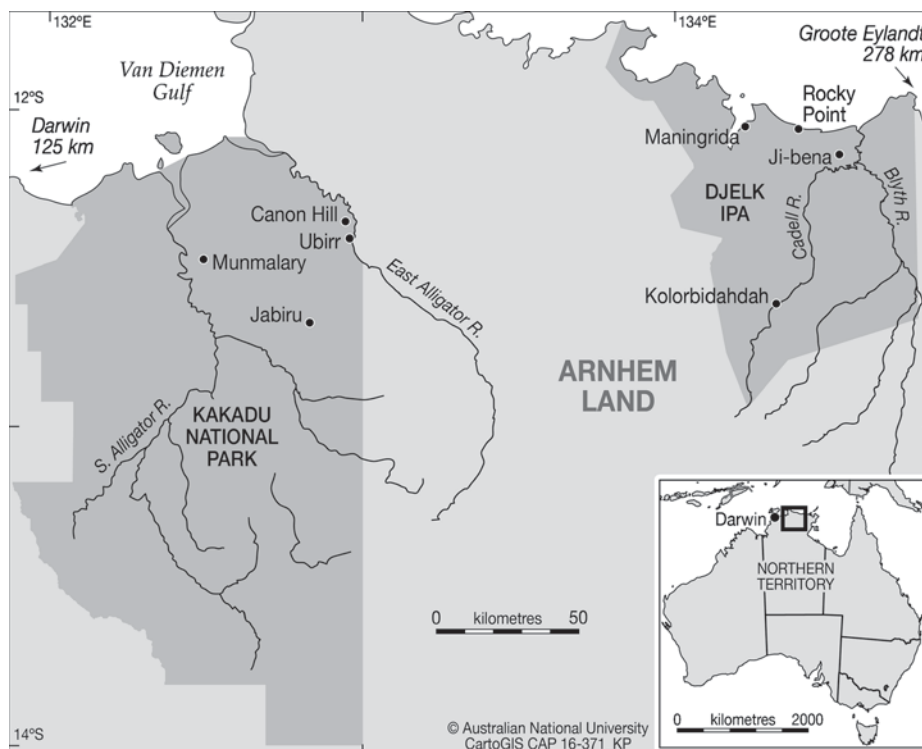 132°E
134°E
Groote Eylandt
278 km
Van Diemen
Gulf
12°S
Darwin
125 km
Rocky
Point
Maningrida
Ji-bena
DJELK
IPA
Cadell R.
Blyth R.
Canon Hill
Ubirr
Munmalary
East Alligator R.
Kolorbidahdah
Jabiru
ARNHEM
LAND
S. Alligator R.
KAKADU
NATIONAL
PARK
Darwin
NORTHERN
TERRITORY
0 kilometres 50
0 kilometres 2000
14°S
© Australian National University
CartoGIS CAP 16-371_KP